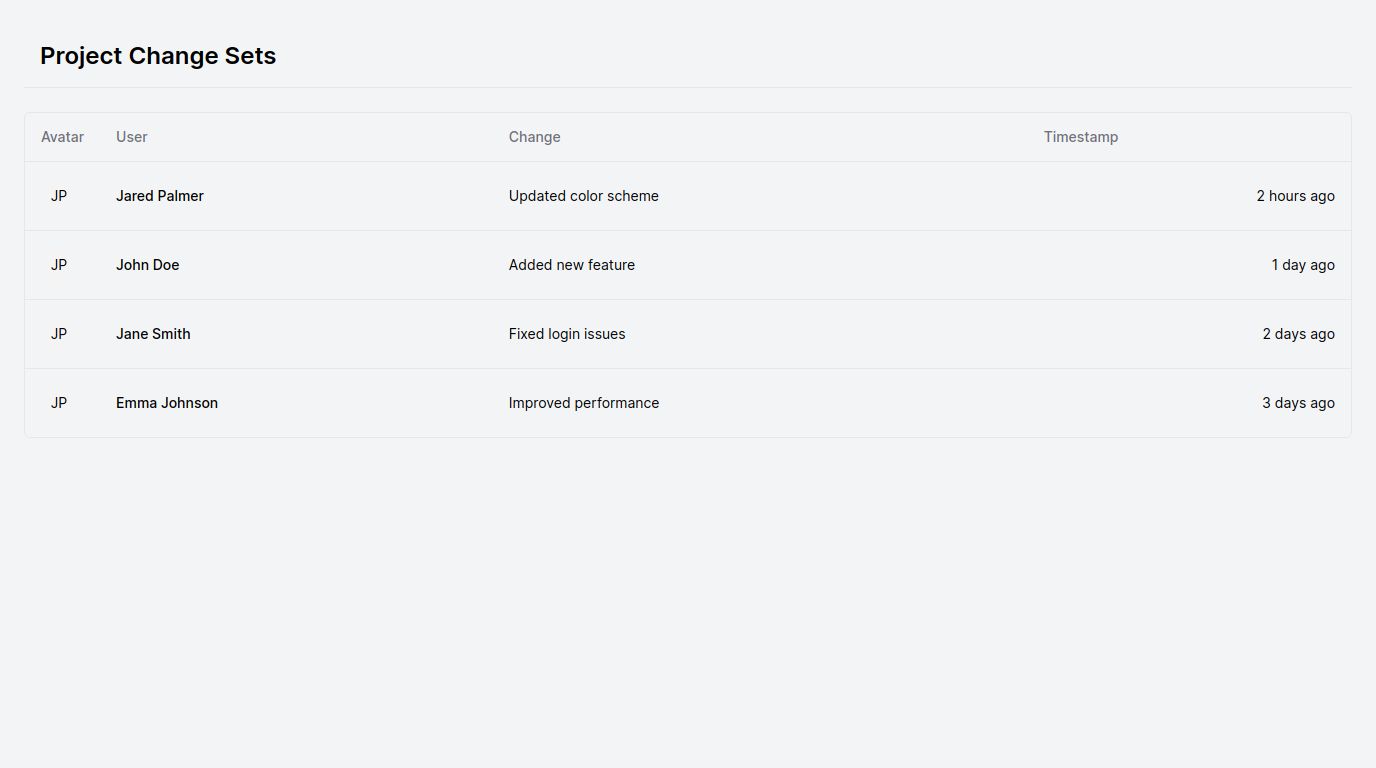 Project Change Sets
Avatar User Change Timestamp
JP Jared Palmer Updated color scheme 2 hours ago
JP John Doe Added new feature 1 day ago
JP Jane Smith Fixed login issues 2 days ago
JP Emma Johnson Improved performance 3 days ago